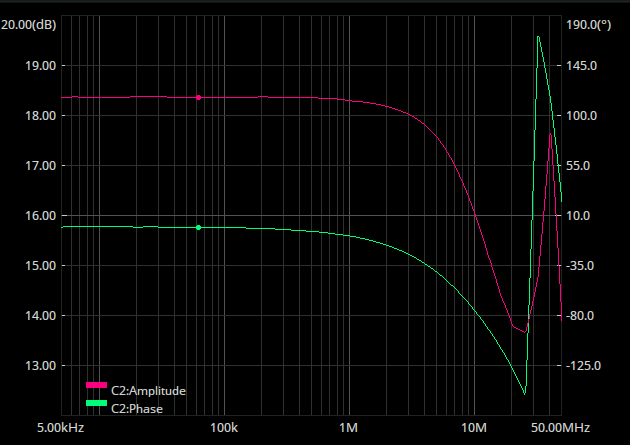 20.00(dB) 190.0(°)
19.00 145.0
18.00 100.0
17.00 55.0
16.00 10.0
15.00 -35.0
14.00 -80.0
13.00 -125.0
C2:Amplitude
C2:Phase
5.00kHz 100k 1M 10M 50.00MHz